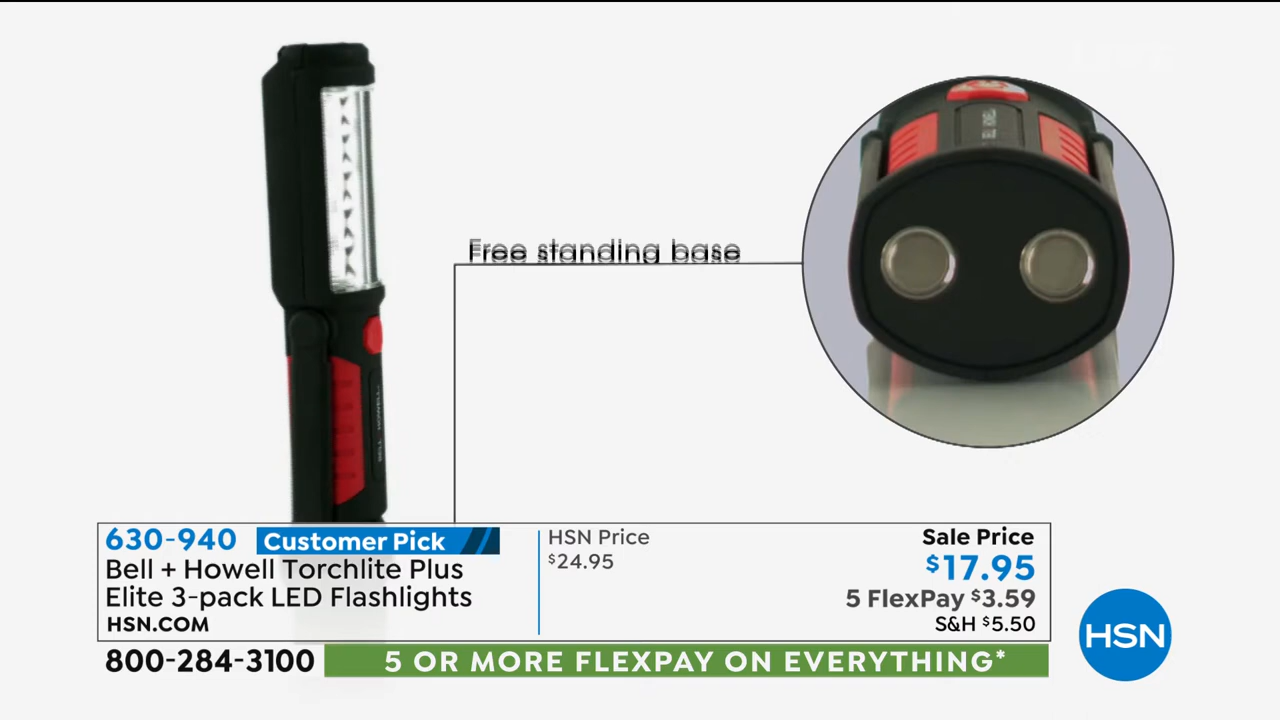 Free standing base
630-940
Customer Pick
Bell + Howell Torchlite Plus
Elite 3-pack LED Flashlights
HSN.COM
HSN Price
$24.95
Sale Price
$17.95
5 FlexPay $3.59
S&H $5.50
HSN
800-284-3100
5 OR MORE FLEXPAY ON EVERYTHING*